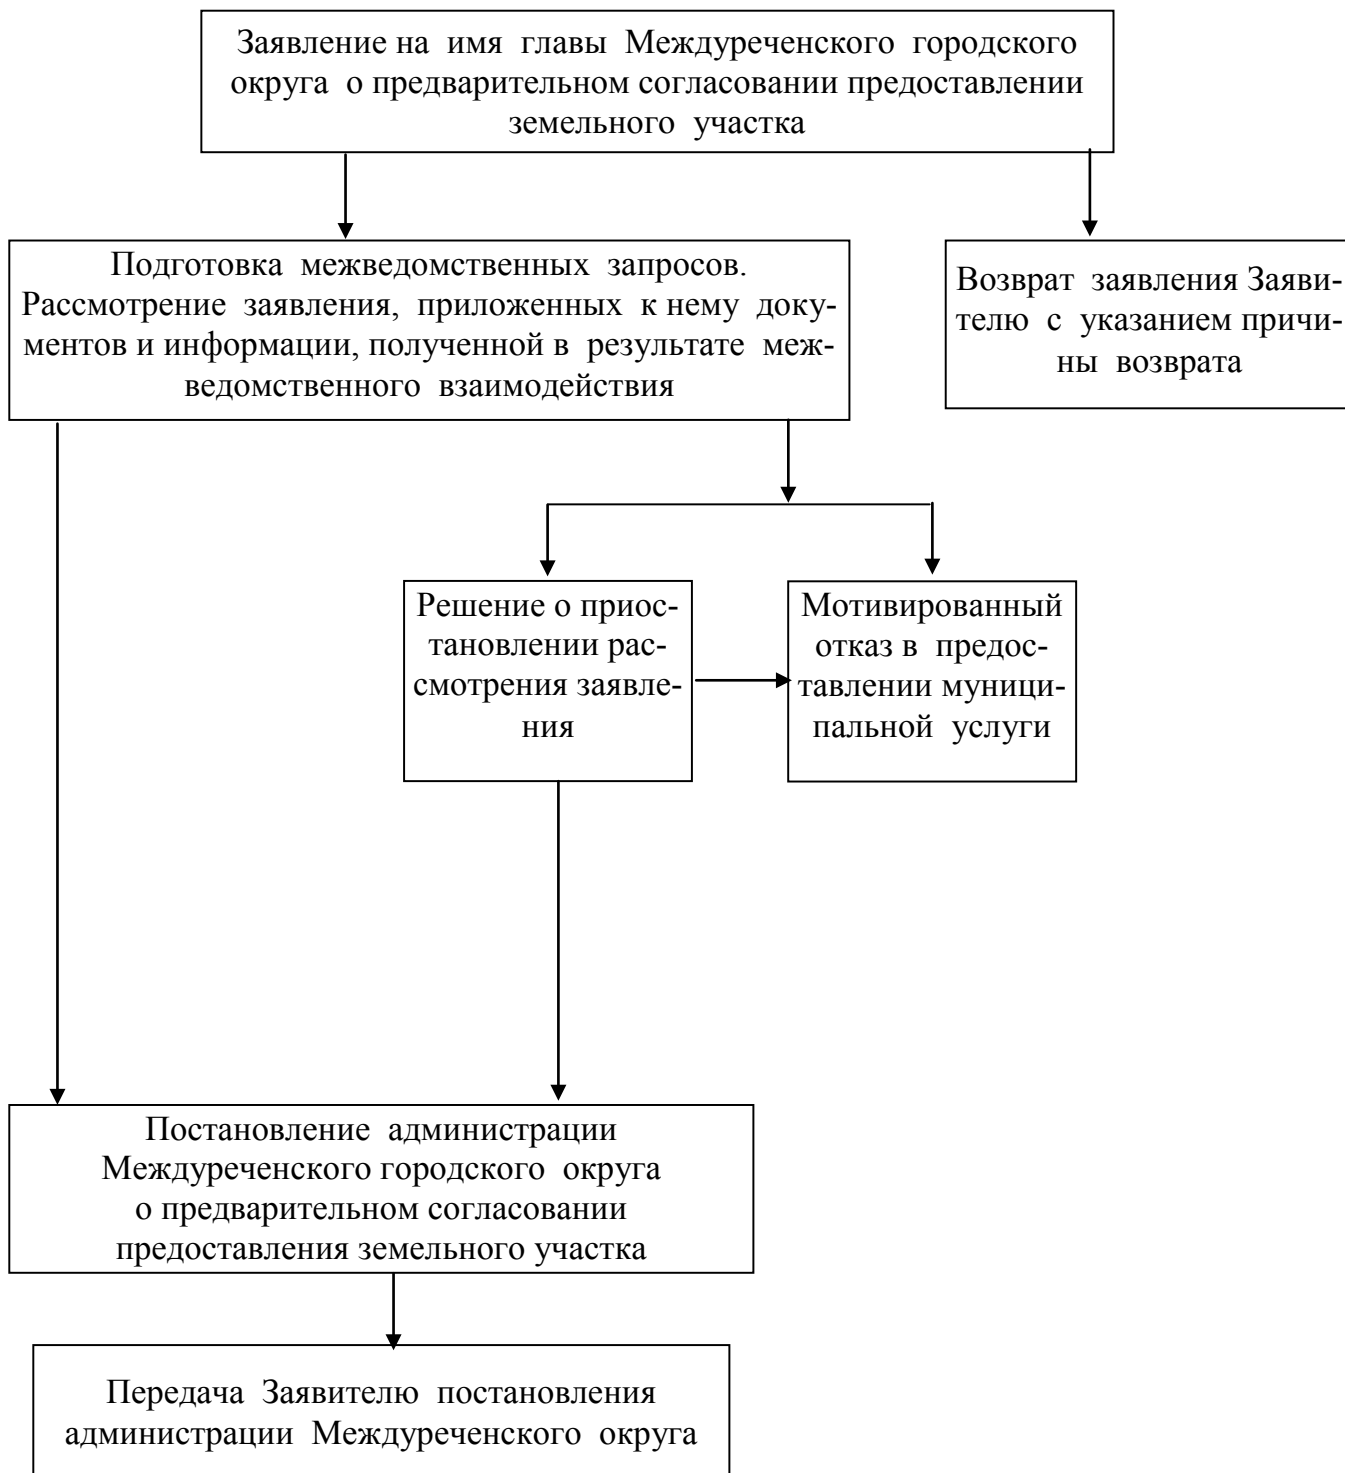 Заявление на имя главы Междуреченского городского
округа о предварительном согласовании предоставлении
земельного участка
Подготовка межведомственных запросов.
Рассмотрение заявления, приложенных к нему доку-
ментов и информации, полученной в результате меж-
ведомственного взаимодействия
Возврат заявления Заяви-
телю с указанием причи-
ны возврата
Решение о приос-
тановлении рас-
смотрения заявле-
ния
Мотивированный
отказ в предос-
тавлении муници-
пальной услуги
Постановление администрации
Междуреченского городского округа
о предварительном согласовании
предоставления земельного участка
Передача Заявителю постановления
администрации Междуреченского округа